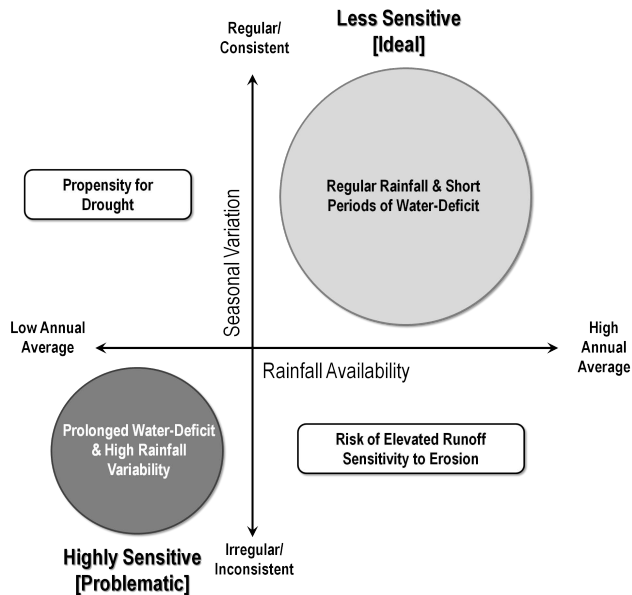 Less Sensitive
[Ideal]
Regular/
Consistent
Propensity for
Drought
Regular Rainfall & Short
Periods of Water-Deficit
Seasonal Variation
Low Annual
Average
High
Annual
Average
Rainfall Availability
Prolonged Water-Deficit
& High Rainfall
Variability
Risk of Elevated Runoff
Sensitivity to Erosion
Highly Sensitive
[Problematic]
Irregular/
Inconsistent